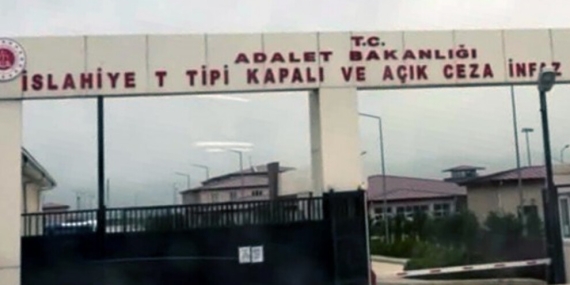 T.C.
ADALET BAKANLIĞI
İSLAHİYE T TİPİ KAPALI VE AÇIK CEZA İNFAZ